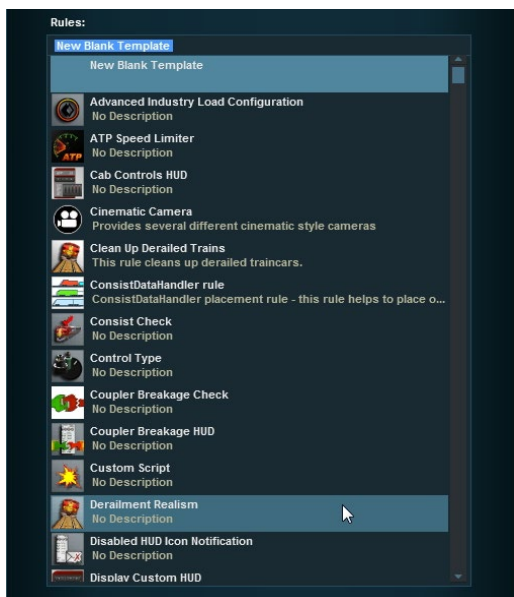 Rules:
New Blank Template
New Blank Template
Advanced Industry Load Configuration
No Description
ATP Speed Limiter
No Description
ATP
Cab Controls HUD
No Description
Cinematic Camera
Provides several different cinematic style cameras
Clean Up Derailed Trains
This rule cleans up derailed traincars.
ConsistDataHandler rule
ConsistDataHandler placement rule - this rule helps to place o...
Consist Check
No Description
Control Type
No Description
Coupler Breakage Check
No Description
Coupler Breakage HUD
No Description
Custom Script
No Description
Derailment Realism
No Description
Disabled HUD Icon Notification
No Description
Display Custom HUD